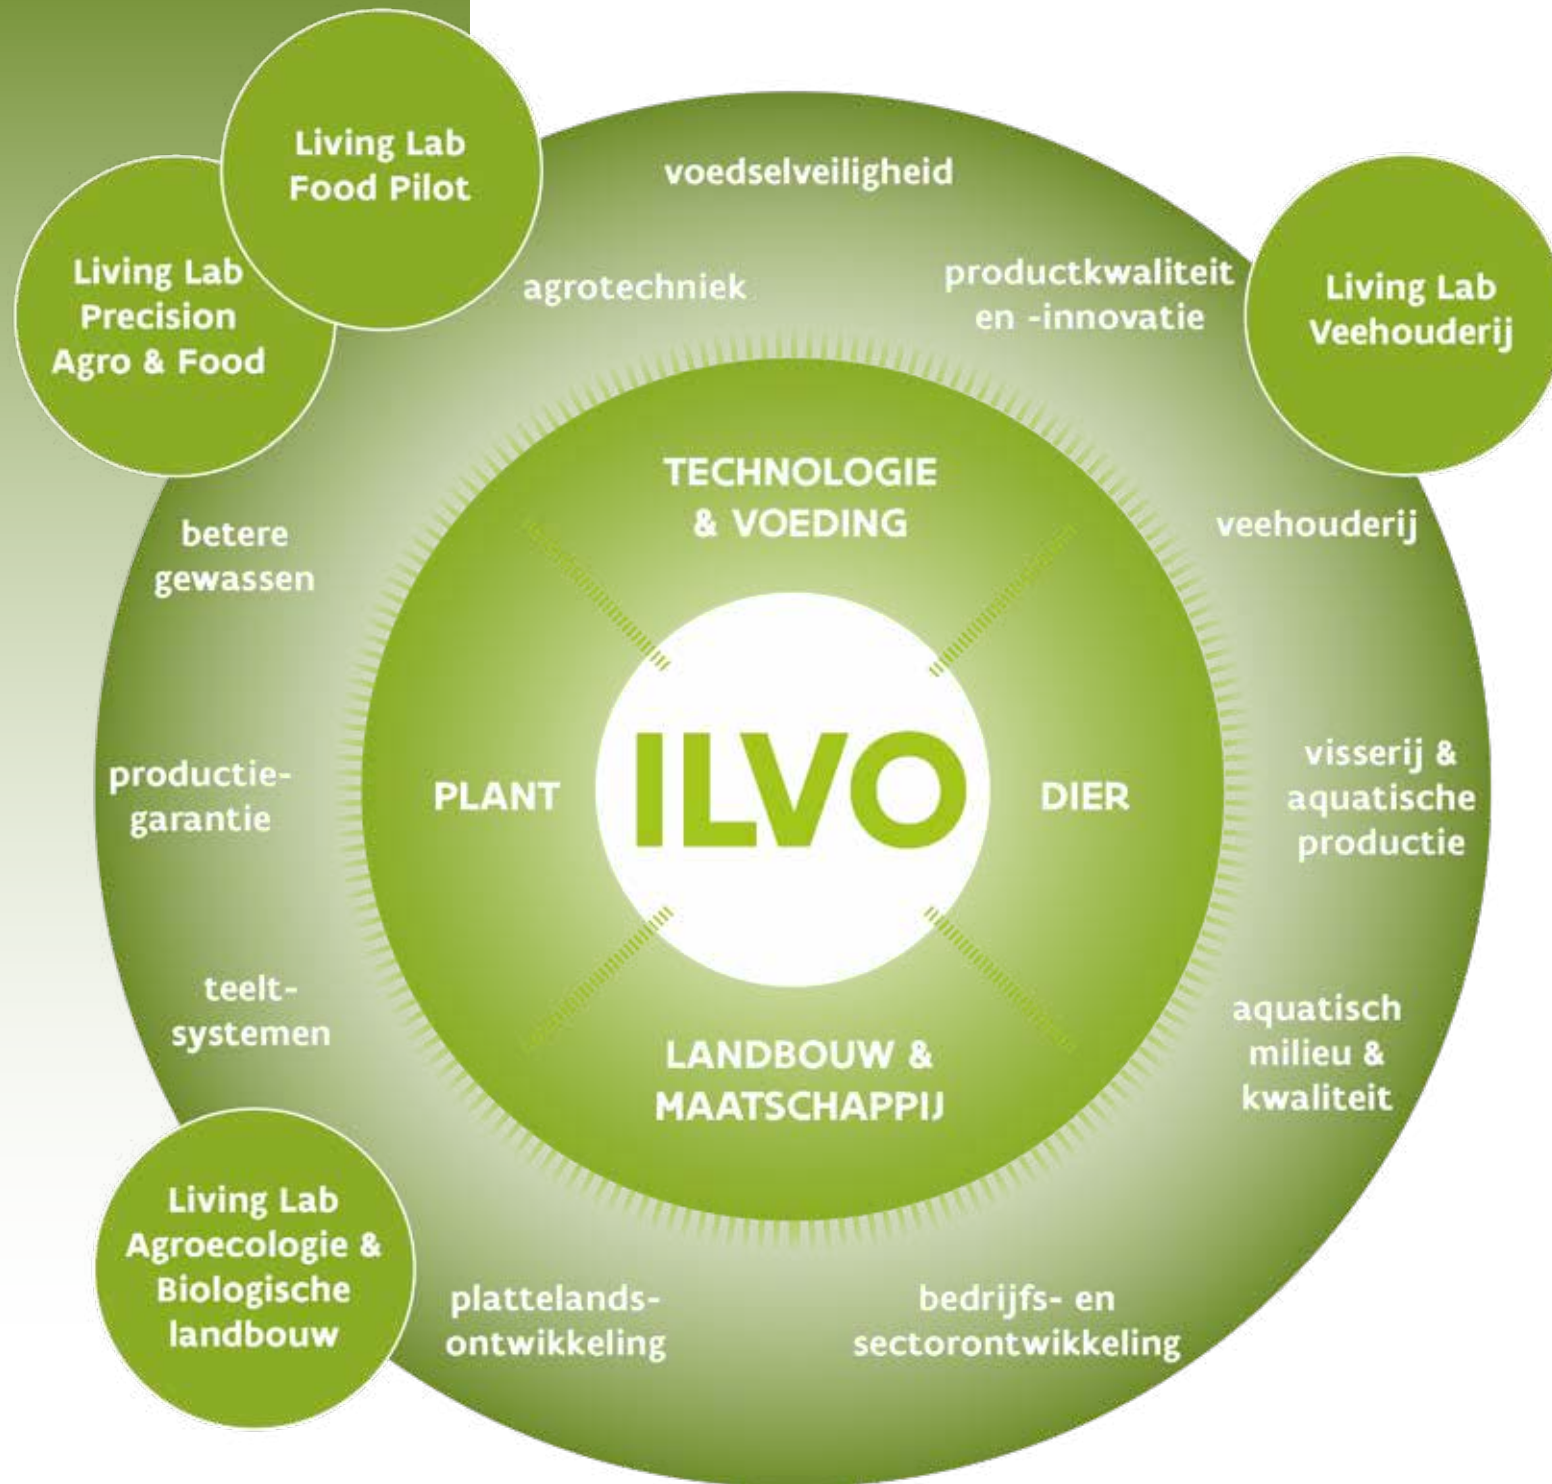 Living Lab
Food Pilot
Living Lab
Precision
Agro & Food
voedselveiligheid
agrotechniek
productkwaliteit
en -innovatie
Living Lab
Veehouderij
TECHNOLOGIE
& VOEDING
betere
gewassen
veehouderij
productie-
garantie
PLANT
ILVO
DIER
visserij &
aquatische
productie
teelt-
systemen
aquatisch
milieu &
kwaliteit
LANDBOUW &
MAATSCHAPPIJ
Living Lab
Agroecologie &
Biologische
landbouw
plattelands-
ontwikkeling
bedrijfs- en
sectorontwikkeling